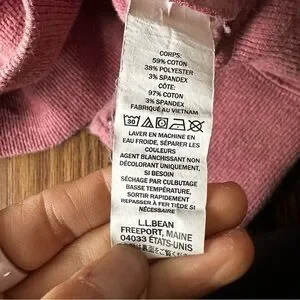 CORPS:
59% COTON
38% POLYESTER
3% SPANDEX
CÔTE:
97% COTON
3% SPANDEX
FABRIQUÉ AU VIETNAM
30
LAVER EN MACHINE EN
EAU FROIDE, SÉPARER LES
COULEURS
AGENT BLANCHISSANT NON
DÉCOLORANT UNIQUEMENT,
SI BESOIN
SÉCHAGE PAR CULBUTAGE
BASSE TEMPÉRATURE,
SORTIR RAPIDEMENT
REPASSER À FER TIÈDE SI
NÉCESSAIRE
L.L.BEAN
FREEPORT, MAINE
04033 ÉTATS-UNIS